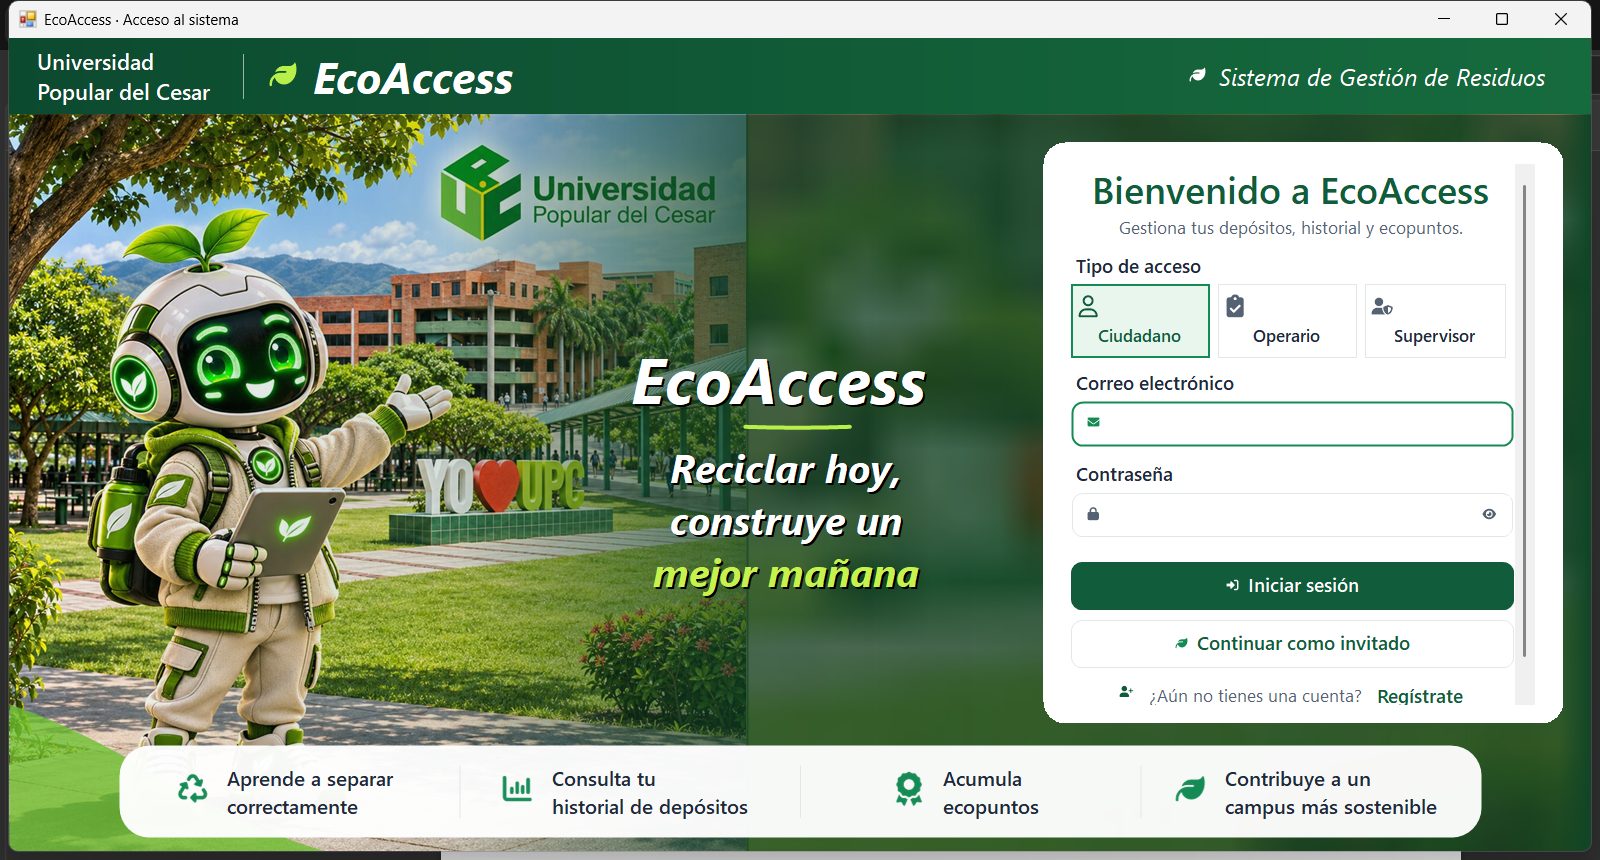 EcoAccess · Acceso al sistema
Universidad
Popular del Cesar
EcoAccess
Sistema de Gestión de Residuos
UPC
Universidad
Popular del Cesar
YO ❤ UPC
EcoAccess
Reciclar hoy,
construye un
mejor mañana
Bienvenido a EcoAccess
Gestiona tus depósitos, historial y ecopuntos.
Tipo de acceso
Ciudadano
Operario
Supervisor
Correo electrónico
Contraseña
Iniciar sesión
Continuar como invitado
¿Aún no tienes una cuenta? Regístrate
Aprende a separar
correctamente
Consulta tu
historial de depósitos
Acumula
ecopuntos
Contribuye a un
campus más sostenible